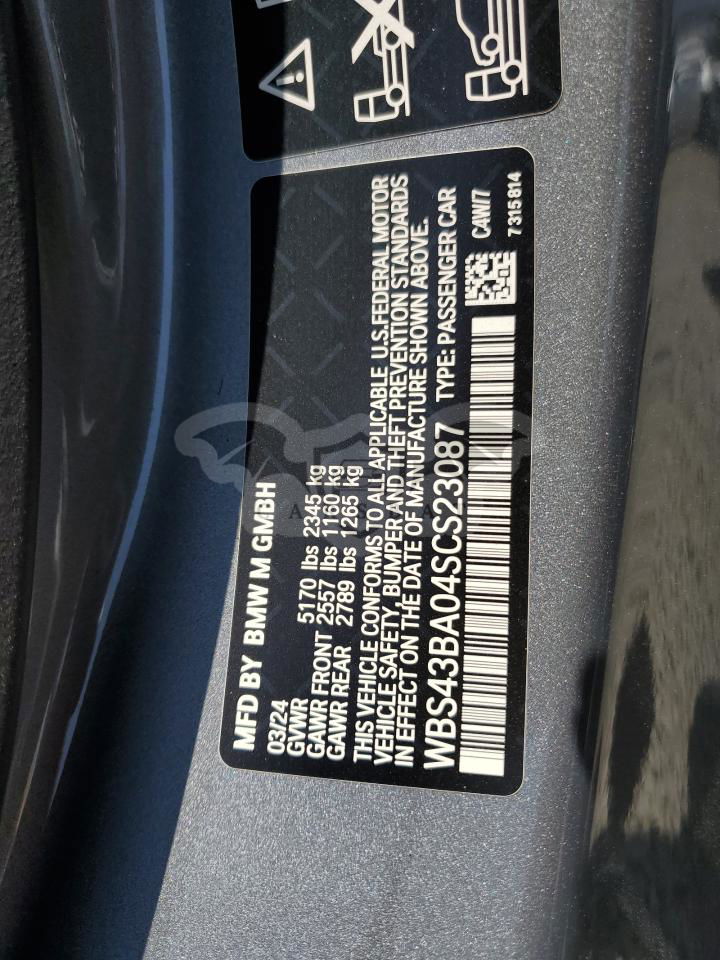 MFD BY BMW M GMBH
03/24
GVWR 5170 lbs 2345 kg
GAWR FRONT 2557 lbs 1160 kg
GAWR REAR 2789 lbs 1265 kg
THIS VEHICLE CONFORMS TO ALL APPLICABLE U.S.FEDERAL MOTOR
VEHICLE SAFETY, BUMPER AND THEFT PREVENTION STANDARDS
IN EFFECT ON THE DATE OF MANUFACTURE SHOWN ABOVE.
WBS43BA04SCS23087 TYPE: PASSENGER CAR
C4W/7
7 315 814